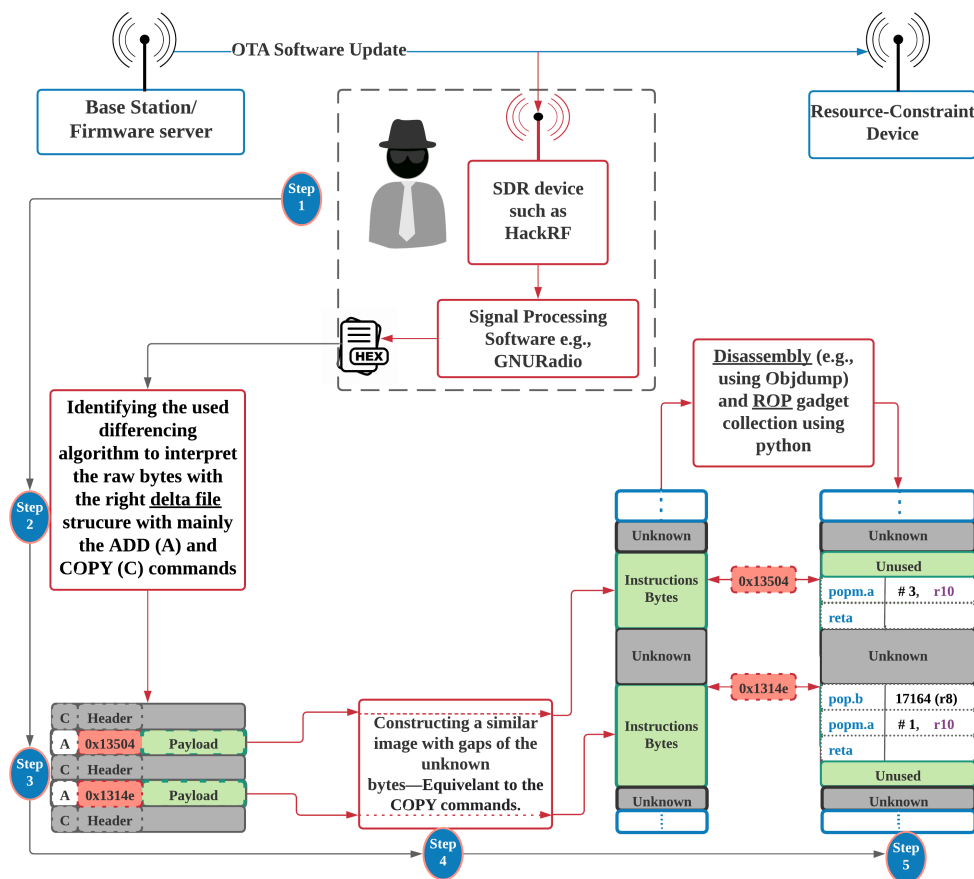 OTA Software Update
Base Station/
Firmware server
Resource-Constraint
Device
Step
1
SDR device
such as
HackRF
Signal Processing
Software e.g.,
GNURadio
HEX
Identifying the used
differencing
algorithm to interpret
the raw bytes with
the right delta file
strucure with mainly
the ADD (A) and
COPY (C) commands
Step
2
Disassembly (e.g.,
using Objdump)
and ROP gadget
collection using
python
C Header
A 0x13504 Payload
C Header
A 0x1314e Payload
C Header
Step
3
Constructing a similar
image with gaps of the
unknown
bytes—Equivelant to the
COPY commands.
Step
4
Unknown
Instructions
Bytes
Unknown
Instructions
Bytes
Unknown
0x13504
0x1314e
Unknown
Unused
popm.a # 3, r10
reta
Unknown
pop.b 17164 (r8)
popm.a # 1, r10
reta
Unused
Unknown
Step
5